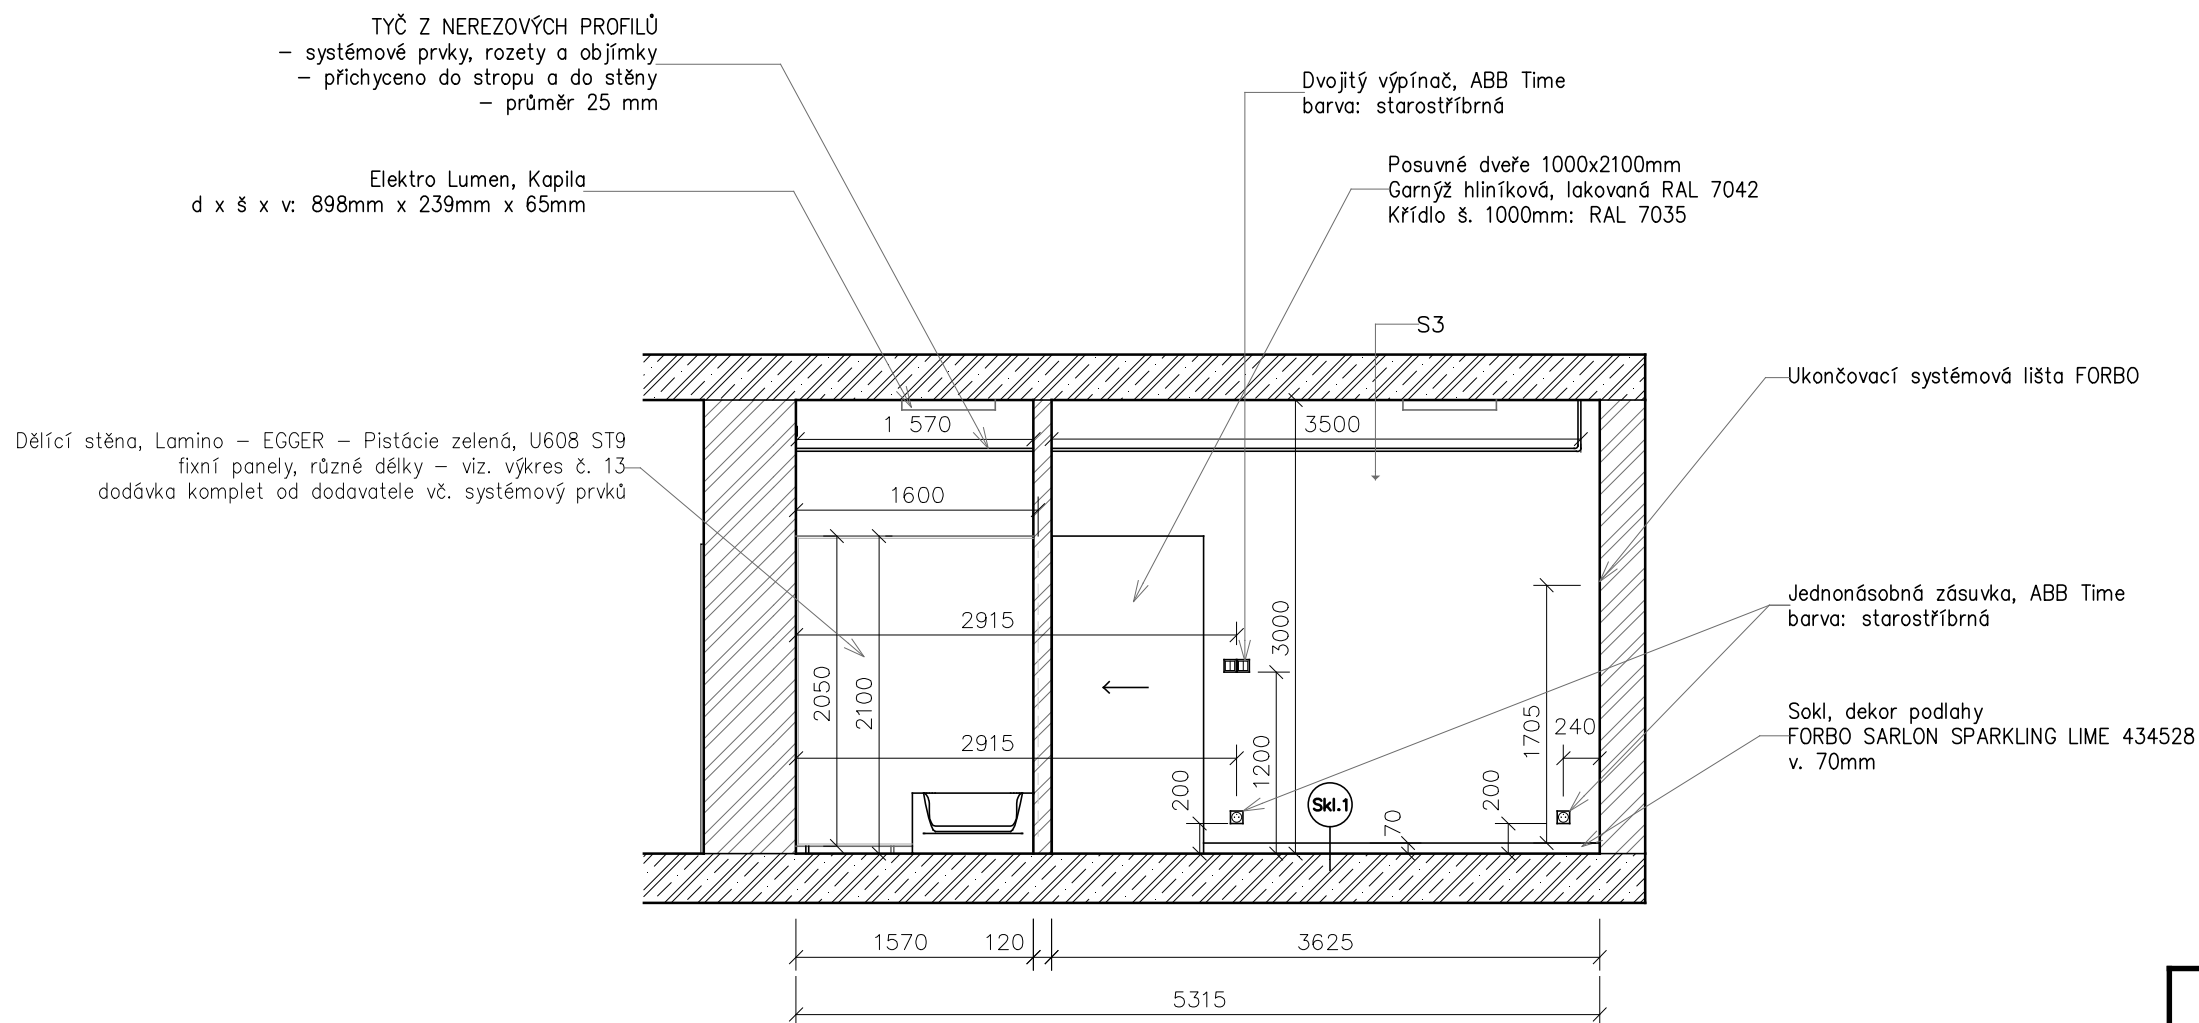 TYČ Z NEREZOVÝCH PROFILŮ
– systémové prvky, rozety a objímky
– přichyceno do stropu a do stěny
– průměr 25 mm
Dvojitý výpínač, ABB Time
barva: starostříbrná
Elektro Lumen, Kapila
d x š x v: 898mm x 239mm x 65mm
Posuvné dveře 1000x2100mm
Garnýž hliníková, lakovaná RAL 7042
Křídlo š. 1000mm: RAL 7035
S3
Ukončovací systémová lišta FORBO
Dělící stěna, Lamino – EGGER – Pistácie zelená, U608 ST9
fixní panely, různé délky – viz. výkres č. 13
dodávka komplet od dodavatele vč. systémový prvků
1 570
3500
1600
2915
3000
2050
2100
2915
1200
200
1705
240
200
70
Skl.1
Jednonásobná zásuvka, ABB Time
barva: starostříbrná
Sokl, dekor podlahy
FORBO SARLON SPARKLING LIME 434528
v. 70mm
1570
120
3625
5315